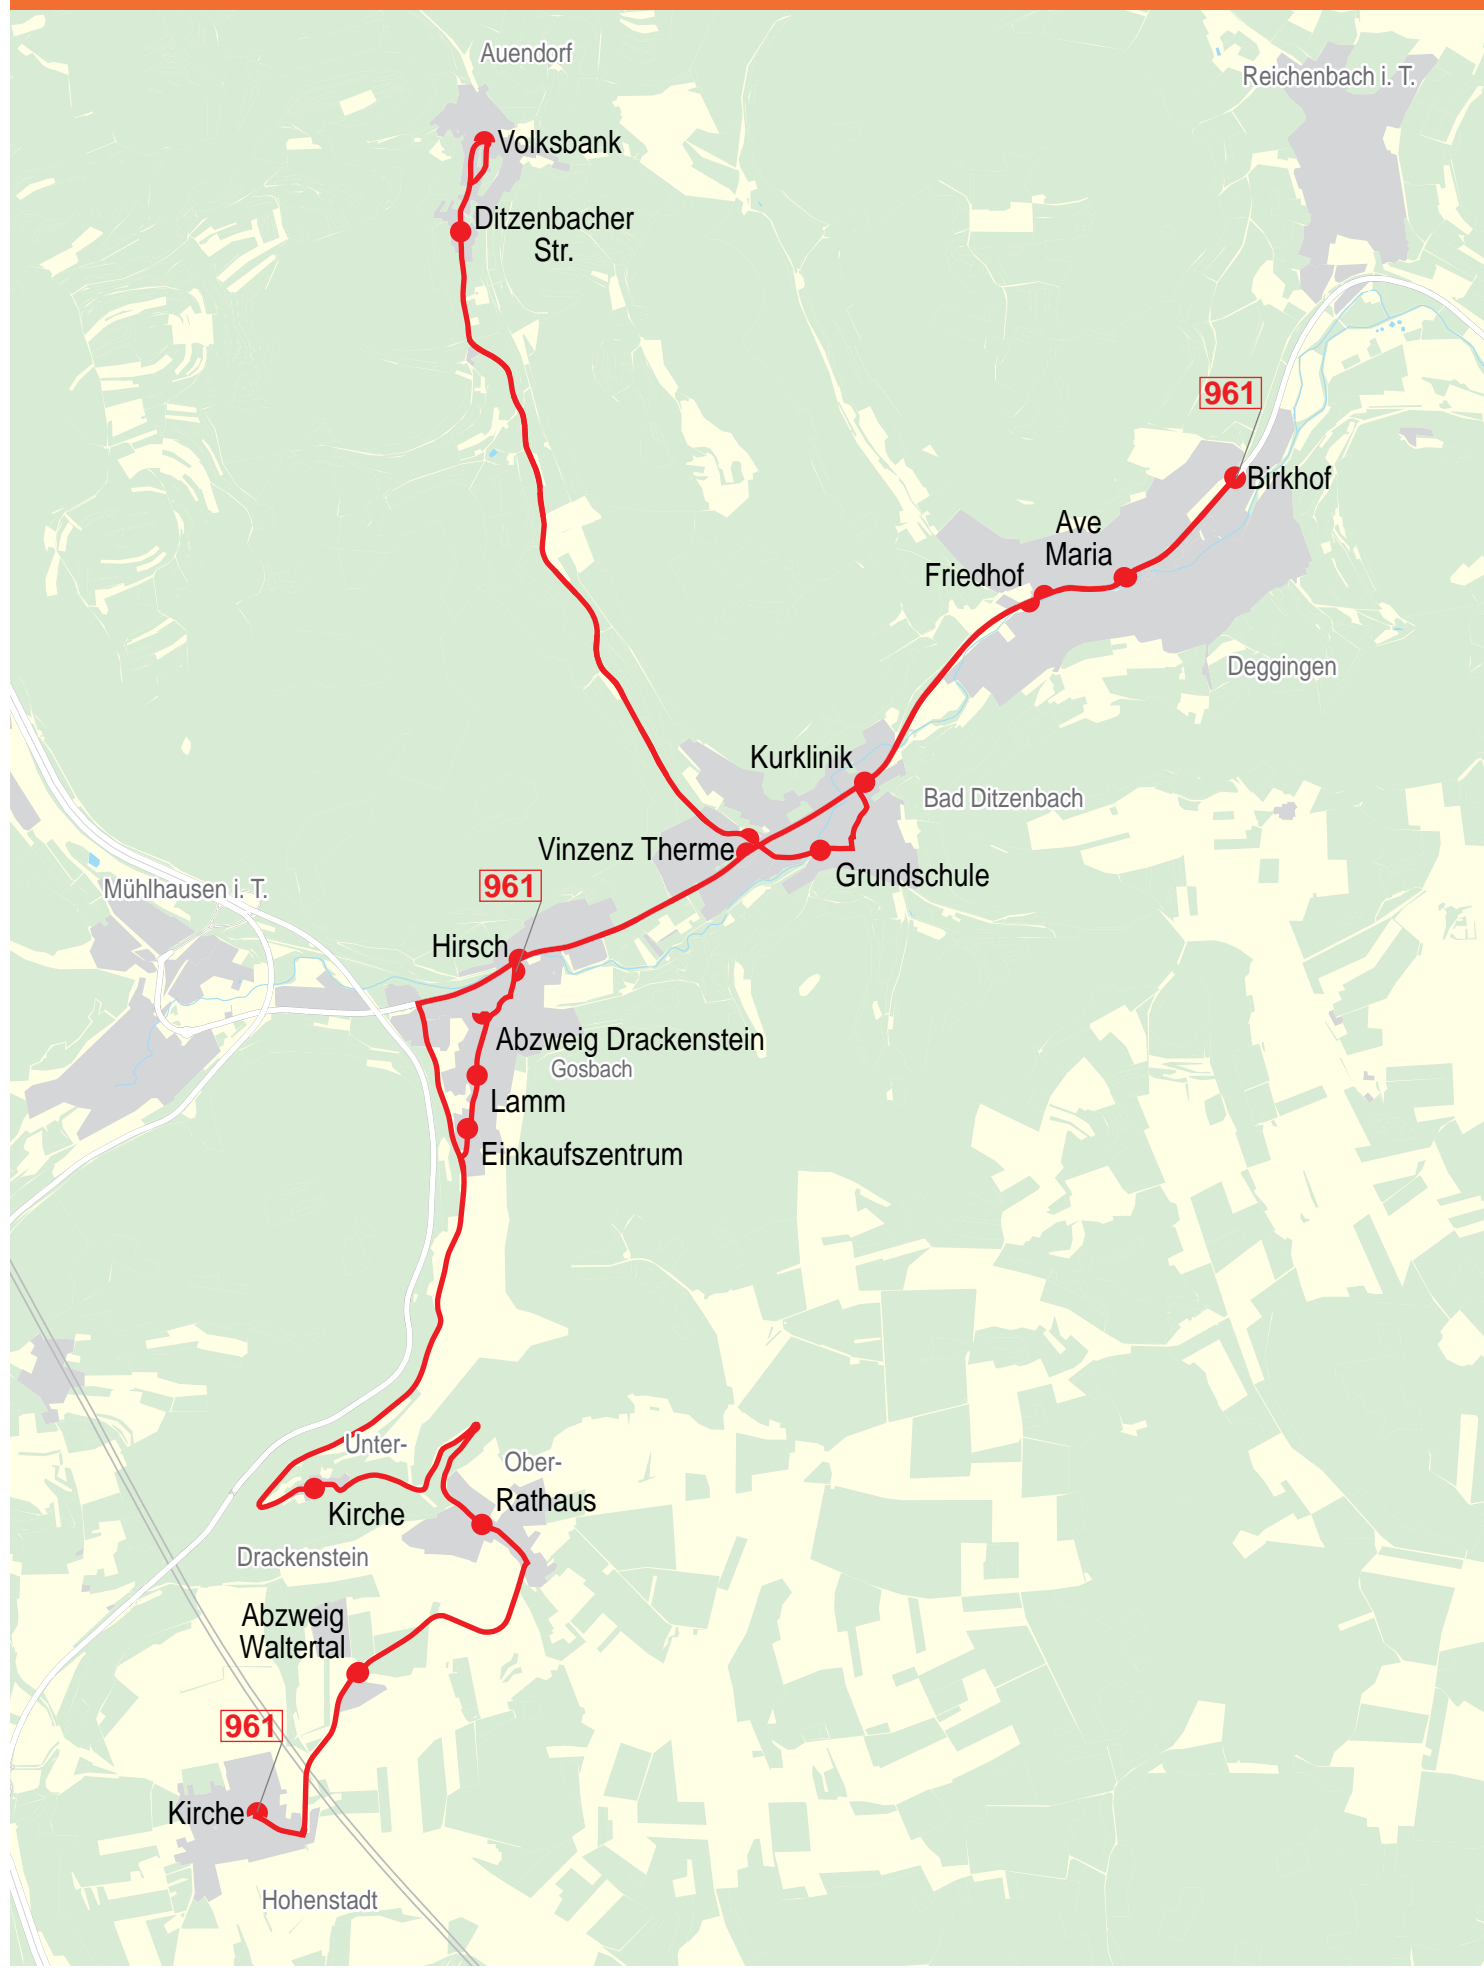 Auendorf
Reichenbach i. T.
Volksbank
Ditzenbacher
Str.
961
Birkhof
Ave
Maria
Friedhof
Deggingen
Kurklinik
Bad Ditzenbach
Vinzenz Therme
Grundschule
Mühlhausen i. T.
961
Hirsch
Abzweig Drackenstein
Gosbach
Lamm
Einkaufszentrum
Unter-
Ober-
Rathaus
Kirche
Drackenstein
Abzweig
Waltertal
961
Kirche
Hohenstadt